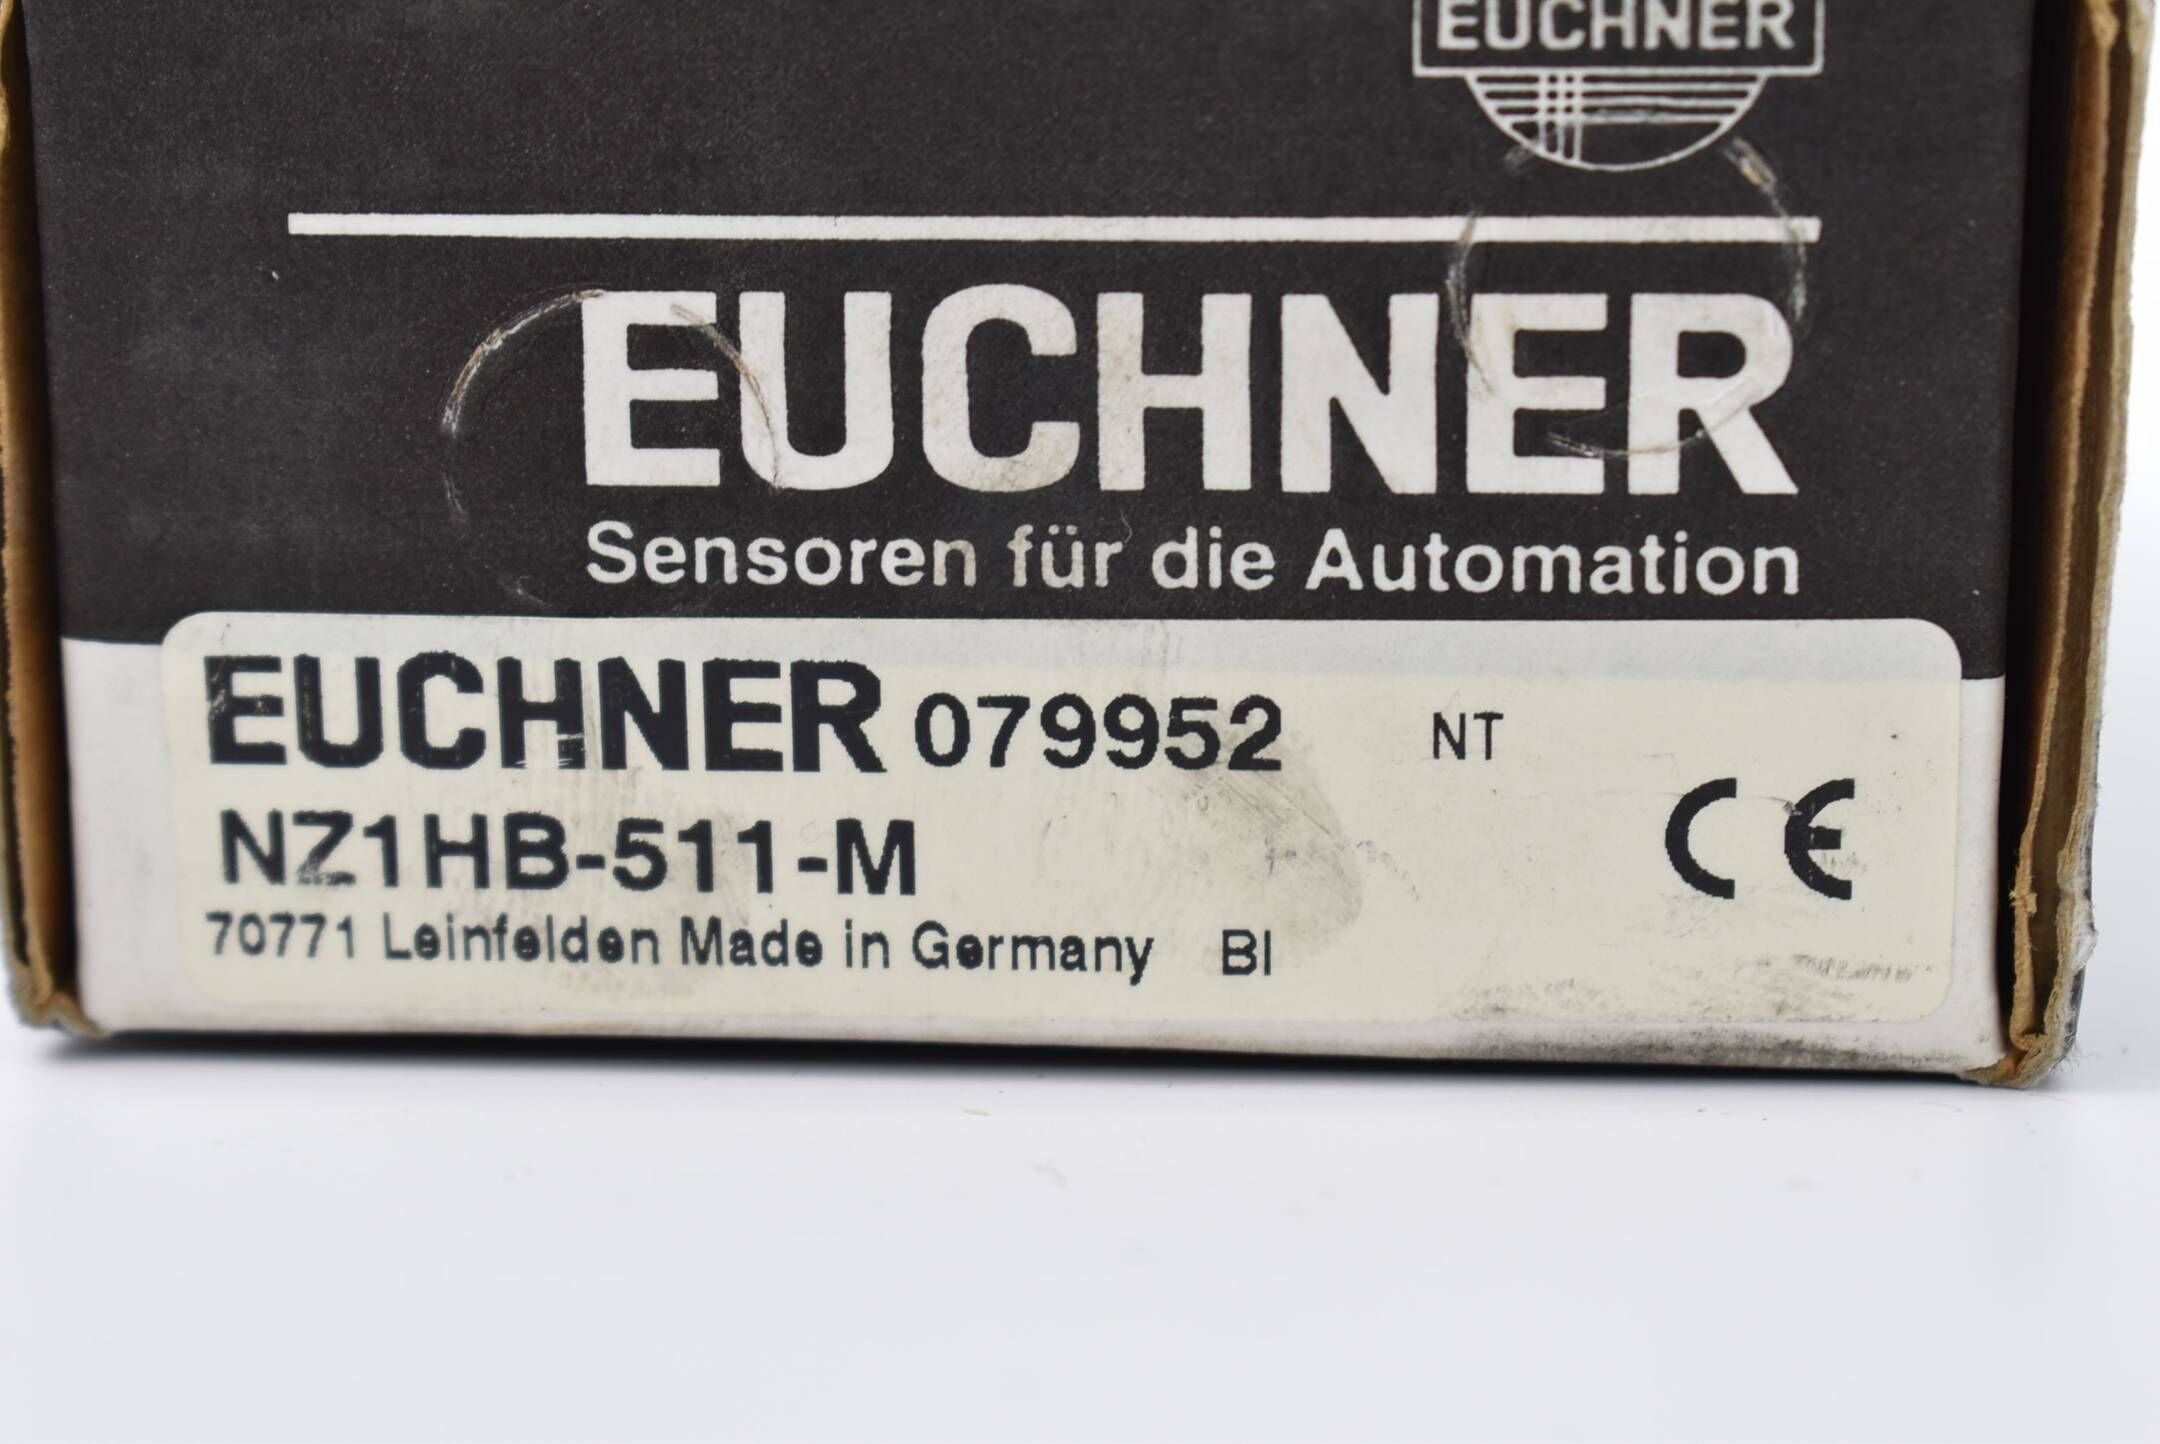 EUCHNER
EUCHNER
Sensoren für die Automation
EUCHNER 079952 NT
NZ1HB-511-M
CE
70771 Leinfelden Made in Germany BI